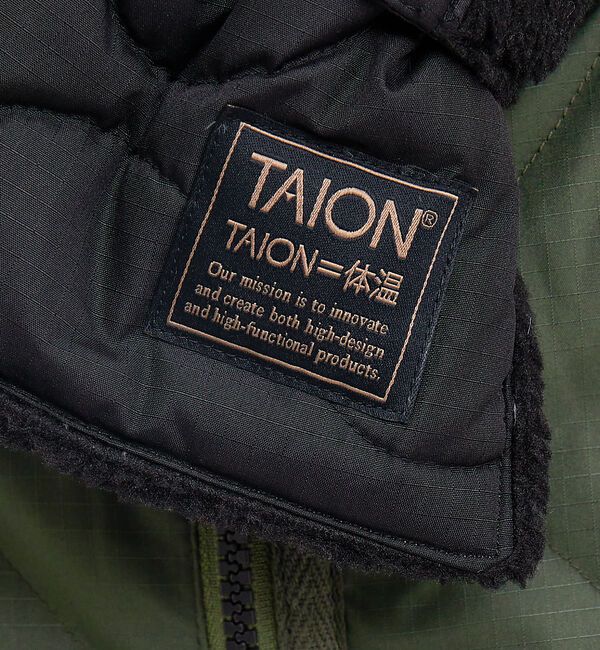 TAION®
TAION=体温
Our mission is to innovate
and create both high-design
and high-functional products.